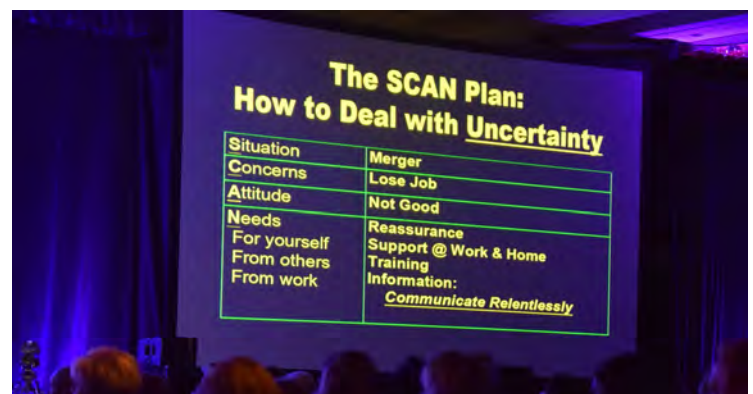 The SCAN Plan:
How to Deal with Uncertainty
Situation Merger
Concerns Lose Job
Attitude Not Good
Needs Reassurance
For yourself Support @ Work & Home
From others Training
From work Information:
Communicate Relentlessly